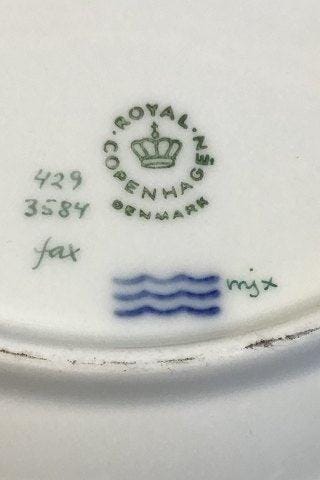 ROYAL
COPENHAGEN
DENMARK
429
3584
fax
mjx